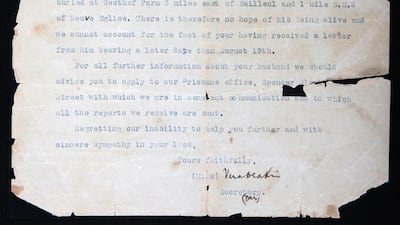 buried at Westhof Farm 3 miles east of Bailleul and 1 mile S.S.W
of Neuve Eglise. There is therefore no hope of his being alive and
we cannot account for the fact of your having received a letter
from him bearing a later date than August 19th.
For all further information about your husband we should
advise you to apply to our Brisbane office, Spencer
Street with which we are in constant communication and to which
all the reports we receive are sent.
Regretting our inability to help you further and with
sincere sympathy in your loss,
Yours faithfully,
(Miss) Vera Deakin
Secretary.